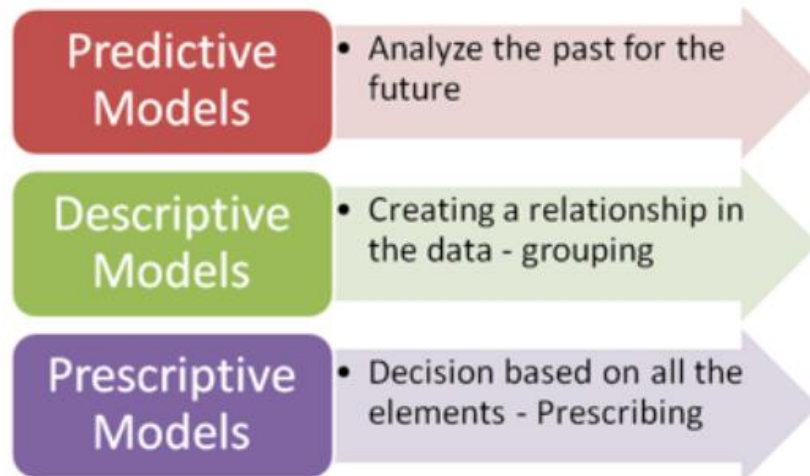 Predictive
Models
• Analyze the past for the
future
Descriptive
Models
• Creating a relationship in
the data - grouping
Prescriptive
Models
• Decision based on all the
elements - Prescribing